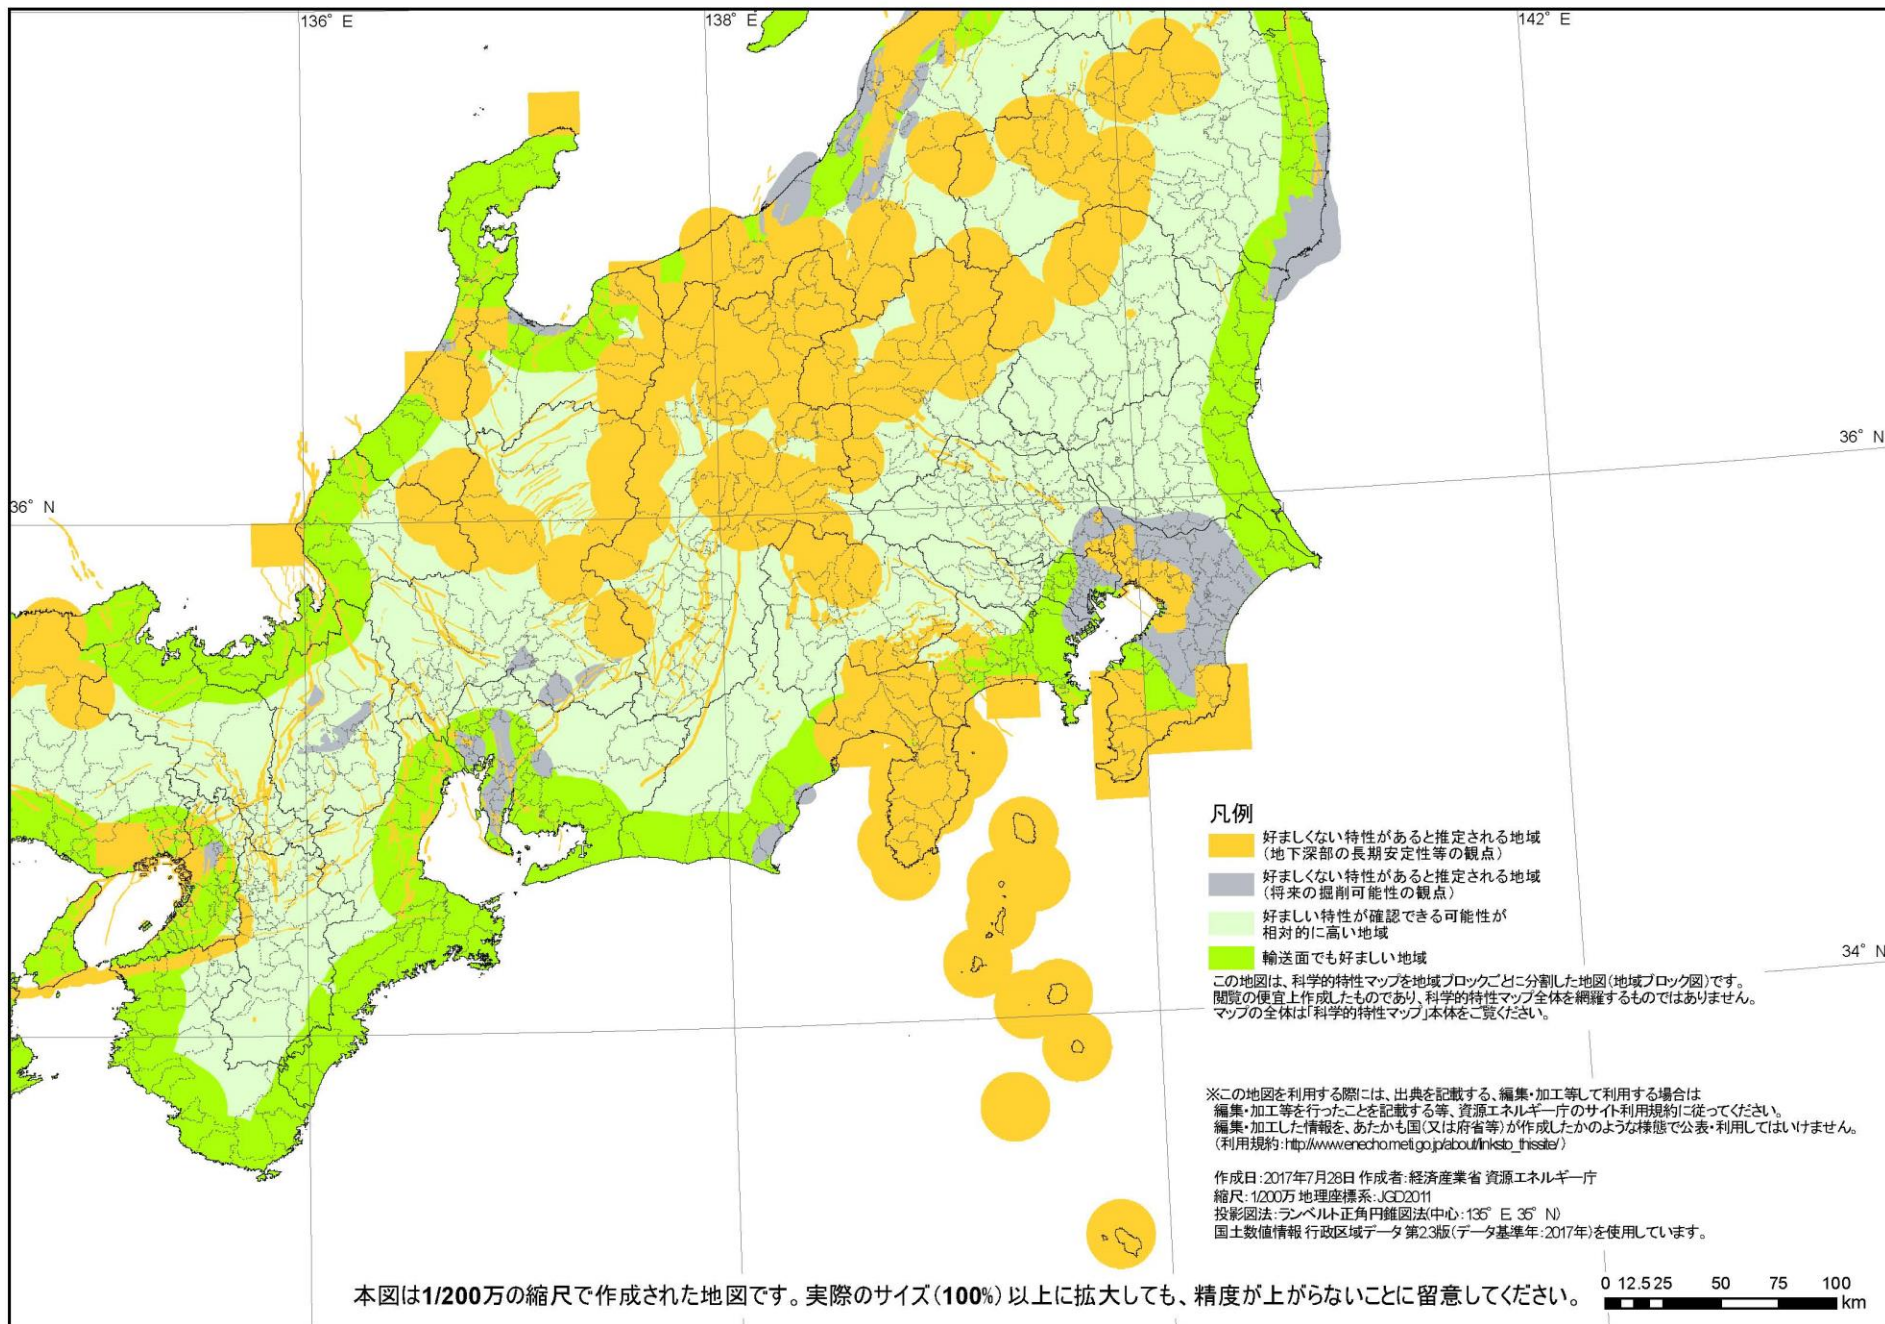 136° E
138° E
142° E
36° N
36° N
34° N
凡例
好ましくない特性があると推定される地域
(地下深部の長期安定性等の観点)
好ましくない特性があると推定される地域
(将来の掘削可能性の観点)
好ましい特性が確認できる可能性が
相対的に高い地域
輸送面でも好ましい地域
この地図は、科学的特性マップを地域ブロックごとに分割した地図(地域ブロック図)です。
閲覧の便宜上作成したものであり、科学的特性マップ全体を網羅するものではありません。
マップの全体は「科学的特性マップ」本体をご覧ください。
※この地図を利用する際には、出典を記載する、編集・加工等して利用する場合は
編集・加工等を行ったことを記載する等、資源エネルギー庁のサイト利用規約に従ってください。
編集・加工した情報を、あたかも国(又は府省等)が作成したかのような様態で公表・利用してはいけません。
(利用規約:http://www.enecho.meti.go.jp/about/linksto_thissite/)
作成日:2017年7月28日 作成者:経済産業省 資源エネルギー庁
縮尺:1/200万 地理座標系:JGD2011
投影図法:ランベルト正角円錐図法(中心:135° E 35° N)
国土数値情報 行政区域データ 第2.3版(データ基準年:2017年)を使用しています。
本図は1/200万の縮尺で作成された地図です。実際のサイズ(100%)以上に拡大しても、精度が上がらないことに留意してください。
0 12.5 25 50 75 100
km